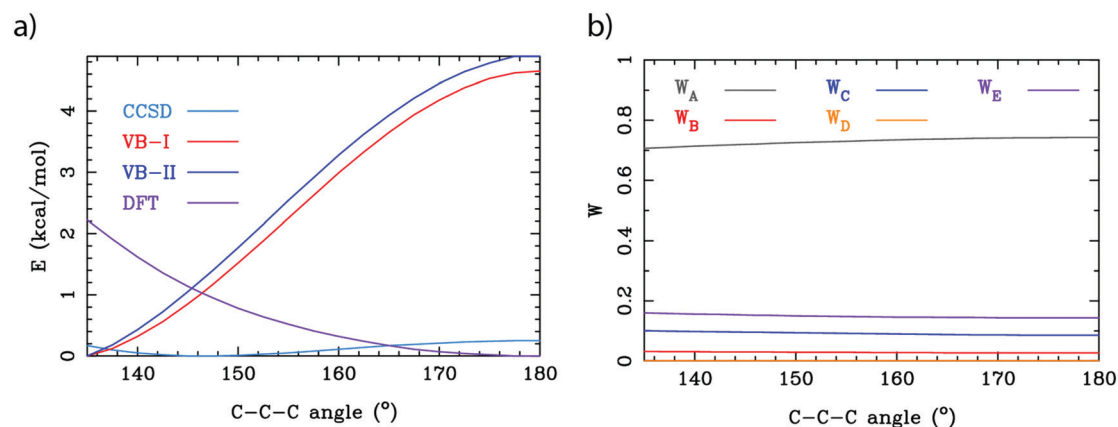 a)
E (kcal/mol)
4
3
2
1
0
CCSD
VB-I
VB-II
DFT
140 150 160 170 180
C-C-C angle (°)
b)
W
1
0.8
0.6
0.4
0.2
0
W_A W_C W_E
W_B W_D
140 150 160 170 180
C-C-C angle (°)